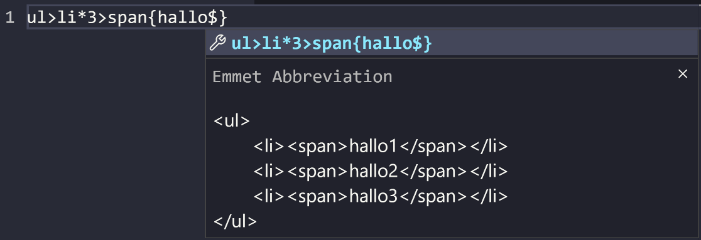 1 ul>li*3>span{hallo$}
ul>li*3>span{hallo$}
Emmet Abbreviation ×
<ul>
    <li><span>hallo1</span></li>
    <li><span>hallo2</span></li>
    <li><span>hallo3</span></li>
</ul>